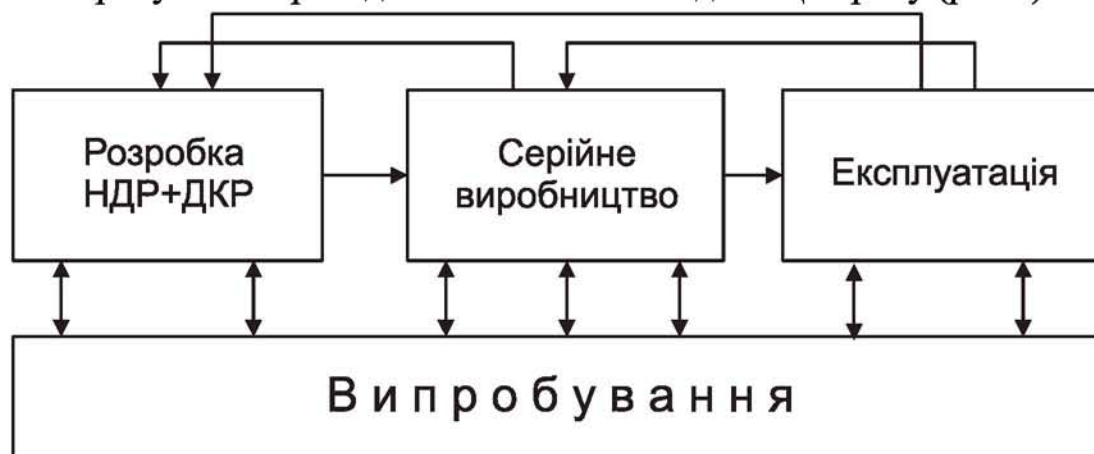 Розробка
НДР+ДКР
Серійне
виробництво
Експлуатація
Випробування